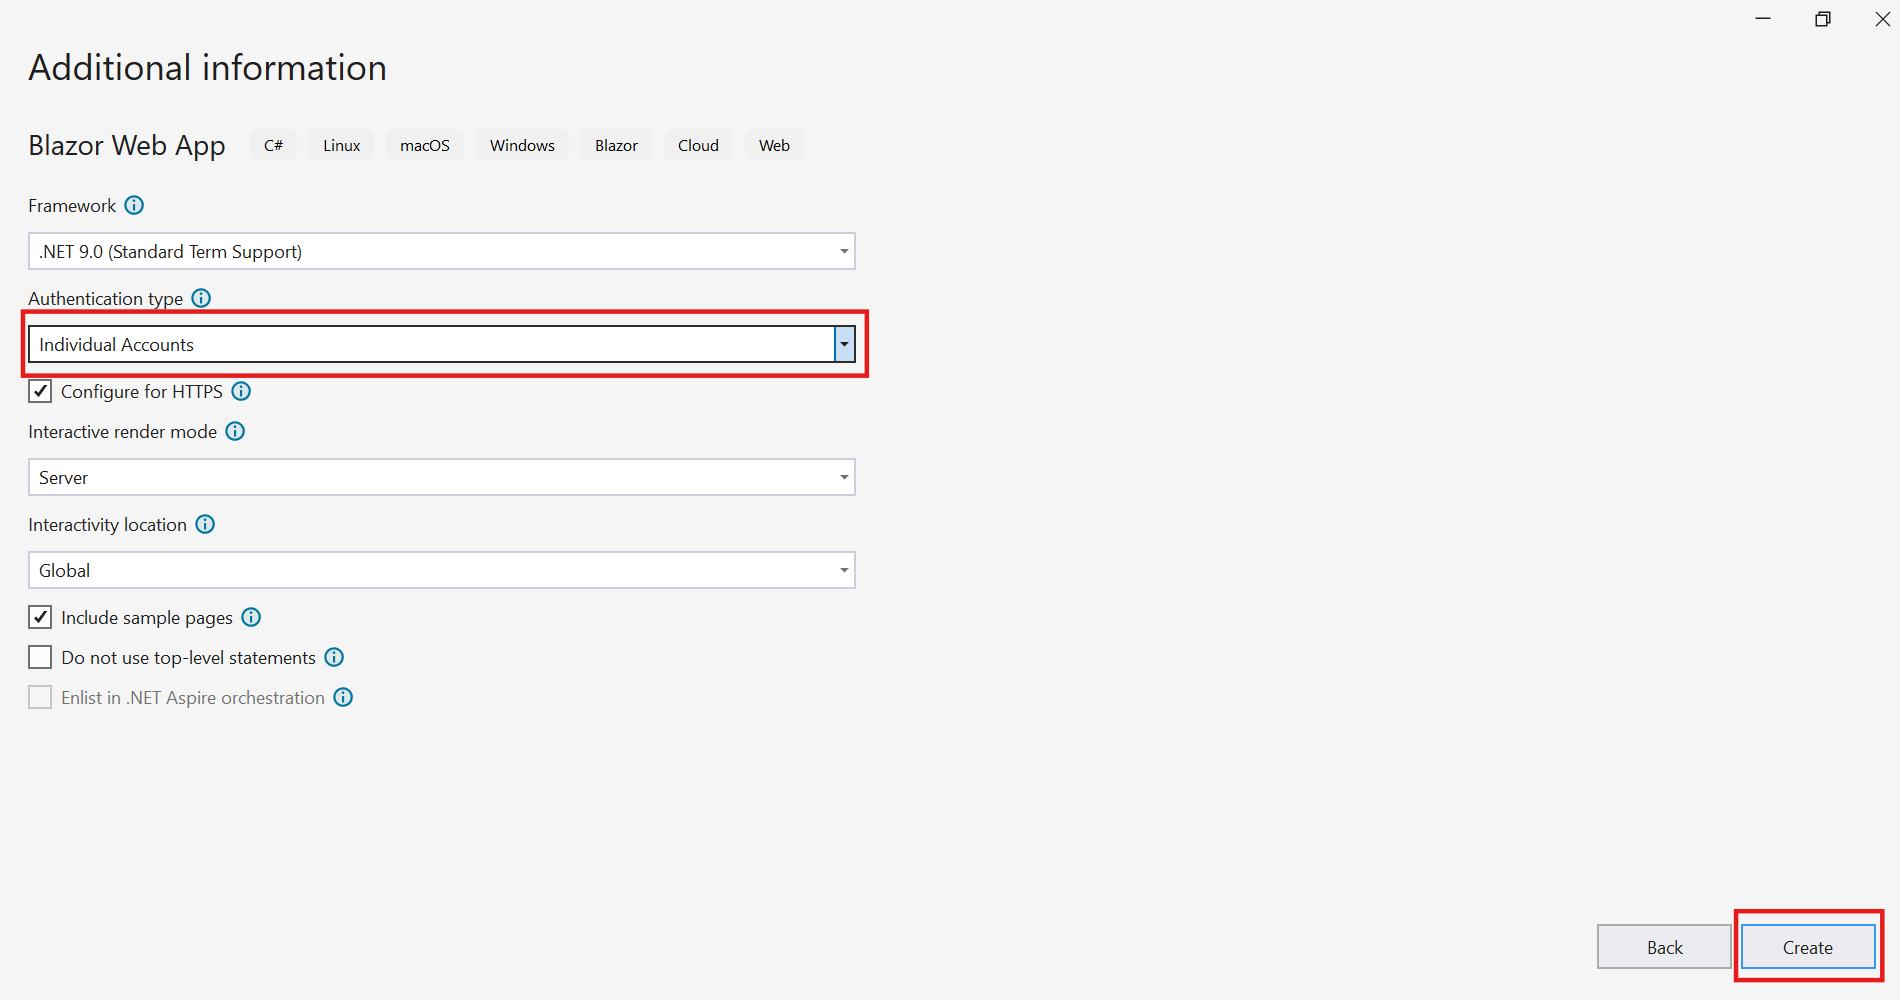 Additional information
Blazor Web App C# Linux macOS Windows Blazor Cloud Web
Framework
.NET 9.0 (Standard Term Support)
Authentication type
Individual Accounts
Configure for HTTPS
Interactive render mode
Server
Interactivity location
Global
Include sample pages
Do not use top-level statements
Enlist in .NET Aspire orchestration
Back Create